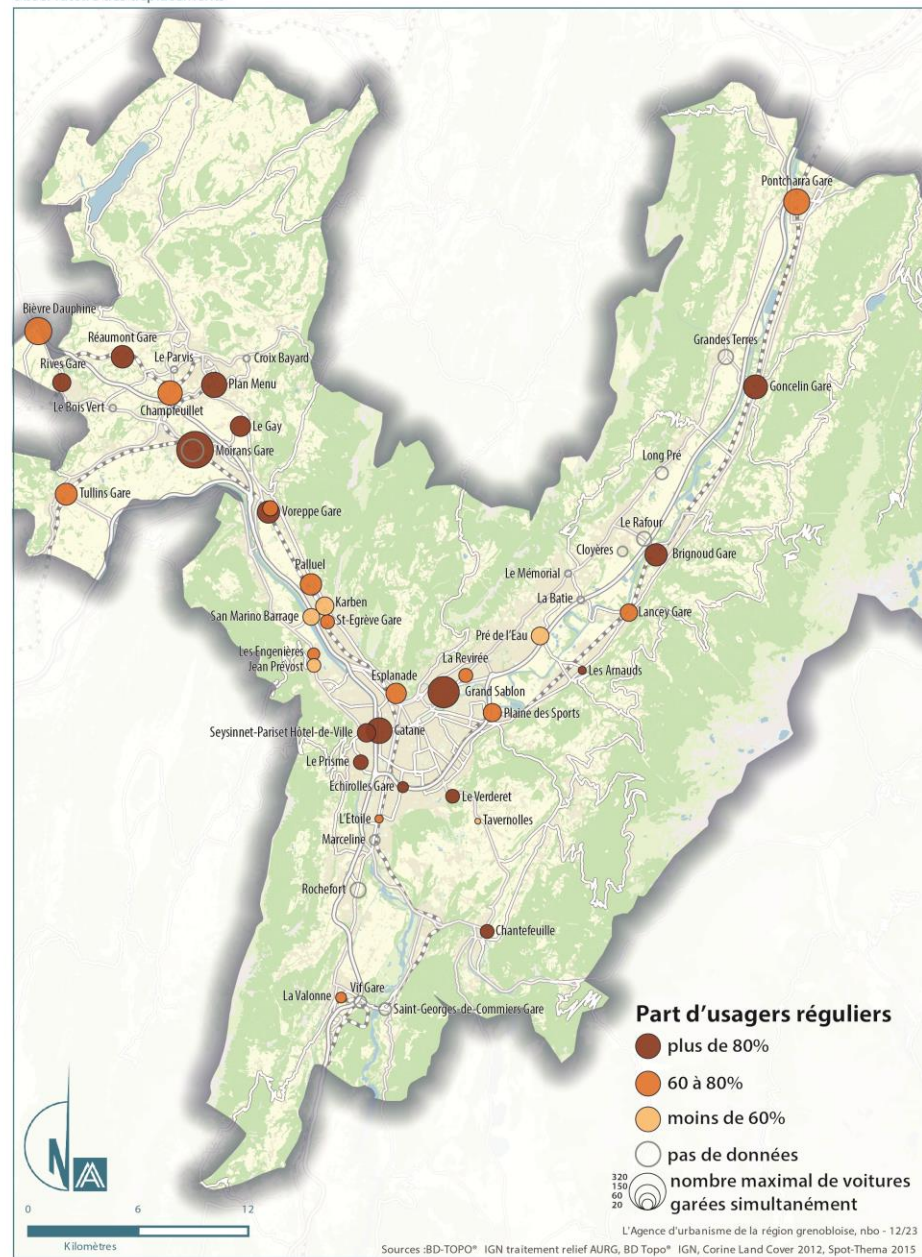 Pontcharra Gare
Bièvre Dauphine
Réaumont Gare
Grandes Terres
Rives Gare
Le Parvis
Croix Bayard
Plan Menu
Goncelin Gare
Le Bois Vert
Champfeuillet
Le Gay
Moirans Gare
Long Pré
Tullins Gare
Voreppe Gare
Le Rafour
Cloyères
Brignoud Gare
Palluel
Le Mémorial
Karben
La Batie
San Marino Barrage
St-Egrève Gare
Lancey Gare
Pré de l'Eau
Les Engenières
La Revirée
Jean Prévost
Esplanade
Les Arnauds
Grand Sablon
Plaine des Sports
Seysinnet-Pariset Hôtel-de-Ville
Catane
Le Prisme
Echirolles Gare
Le Verderet
L'Etoile
Tavernolles
Marceline
Rochefort
Chantefeuille
Vif Gare
La Valonne
Saint-Georges-de-Commiers Gare
Part d'usagers réguliers
plus de 80%
60 à 80%
moins de 60%
pas de données
320
150
60
20
nombre maximal de voitures
garées simultanément
N
0 6 12
Kilomètres
L'Agence d'urbanisme de la région grenobloise, nbo - 12/23
Sources :BD-TOPO® IGN traitement relief AURG, BD Topo® IGN, Corine Land Cover 2012, Spot-Thema 2015